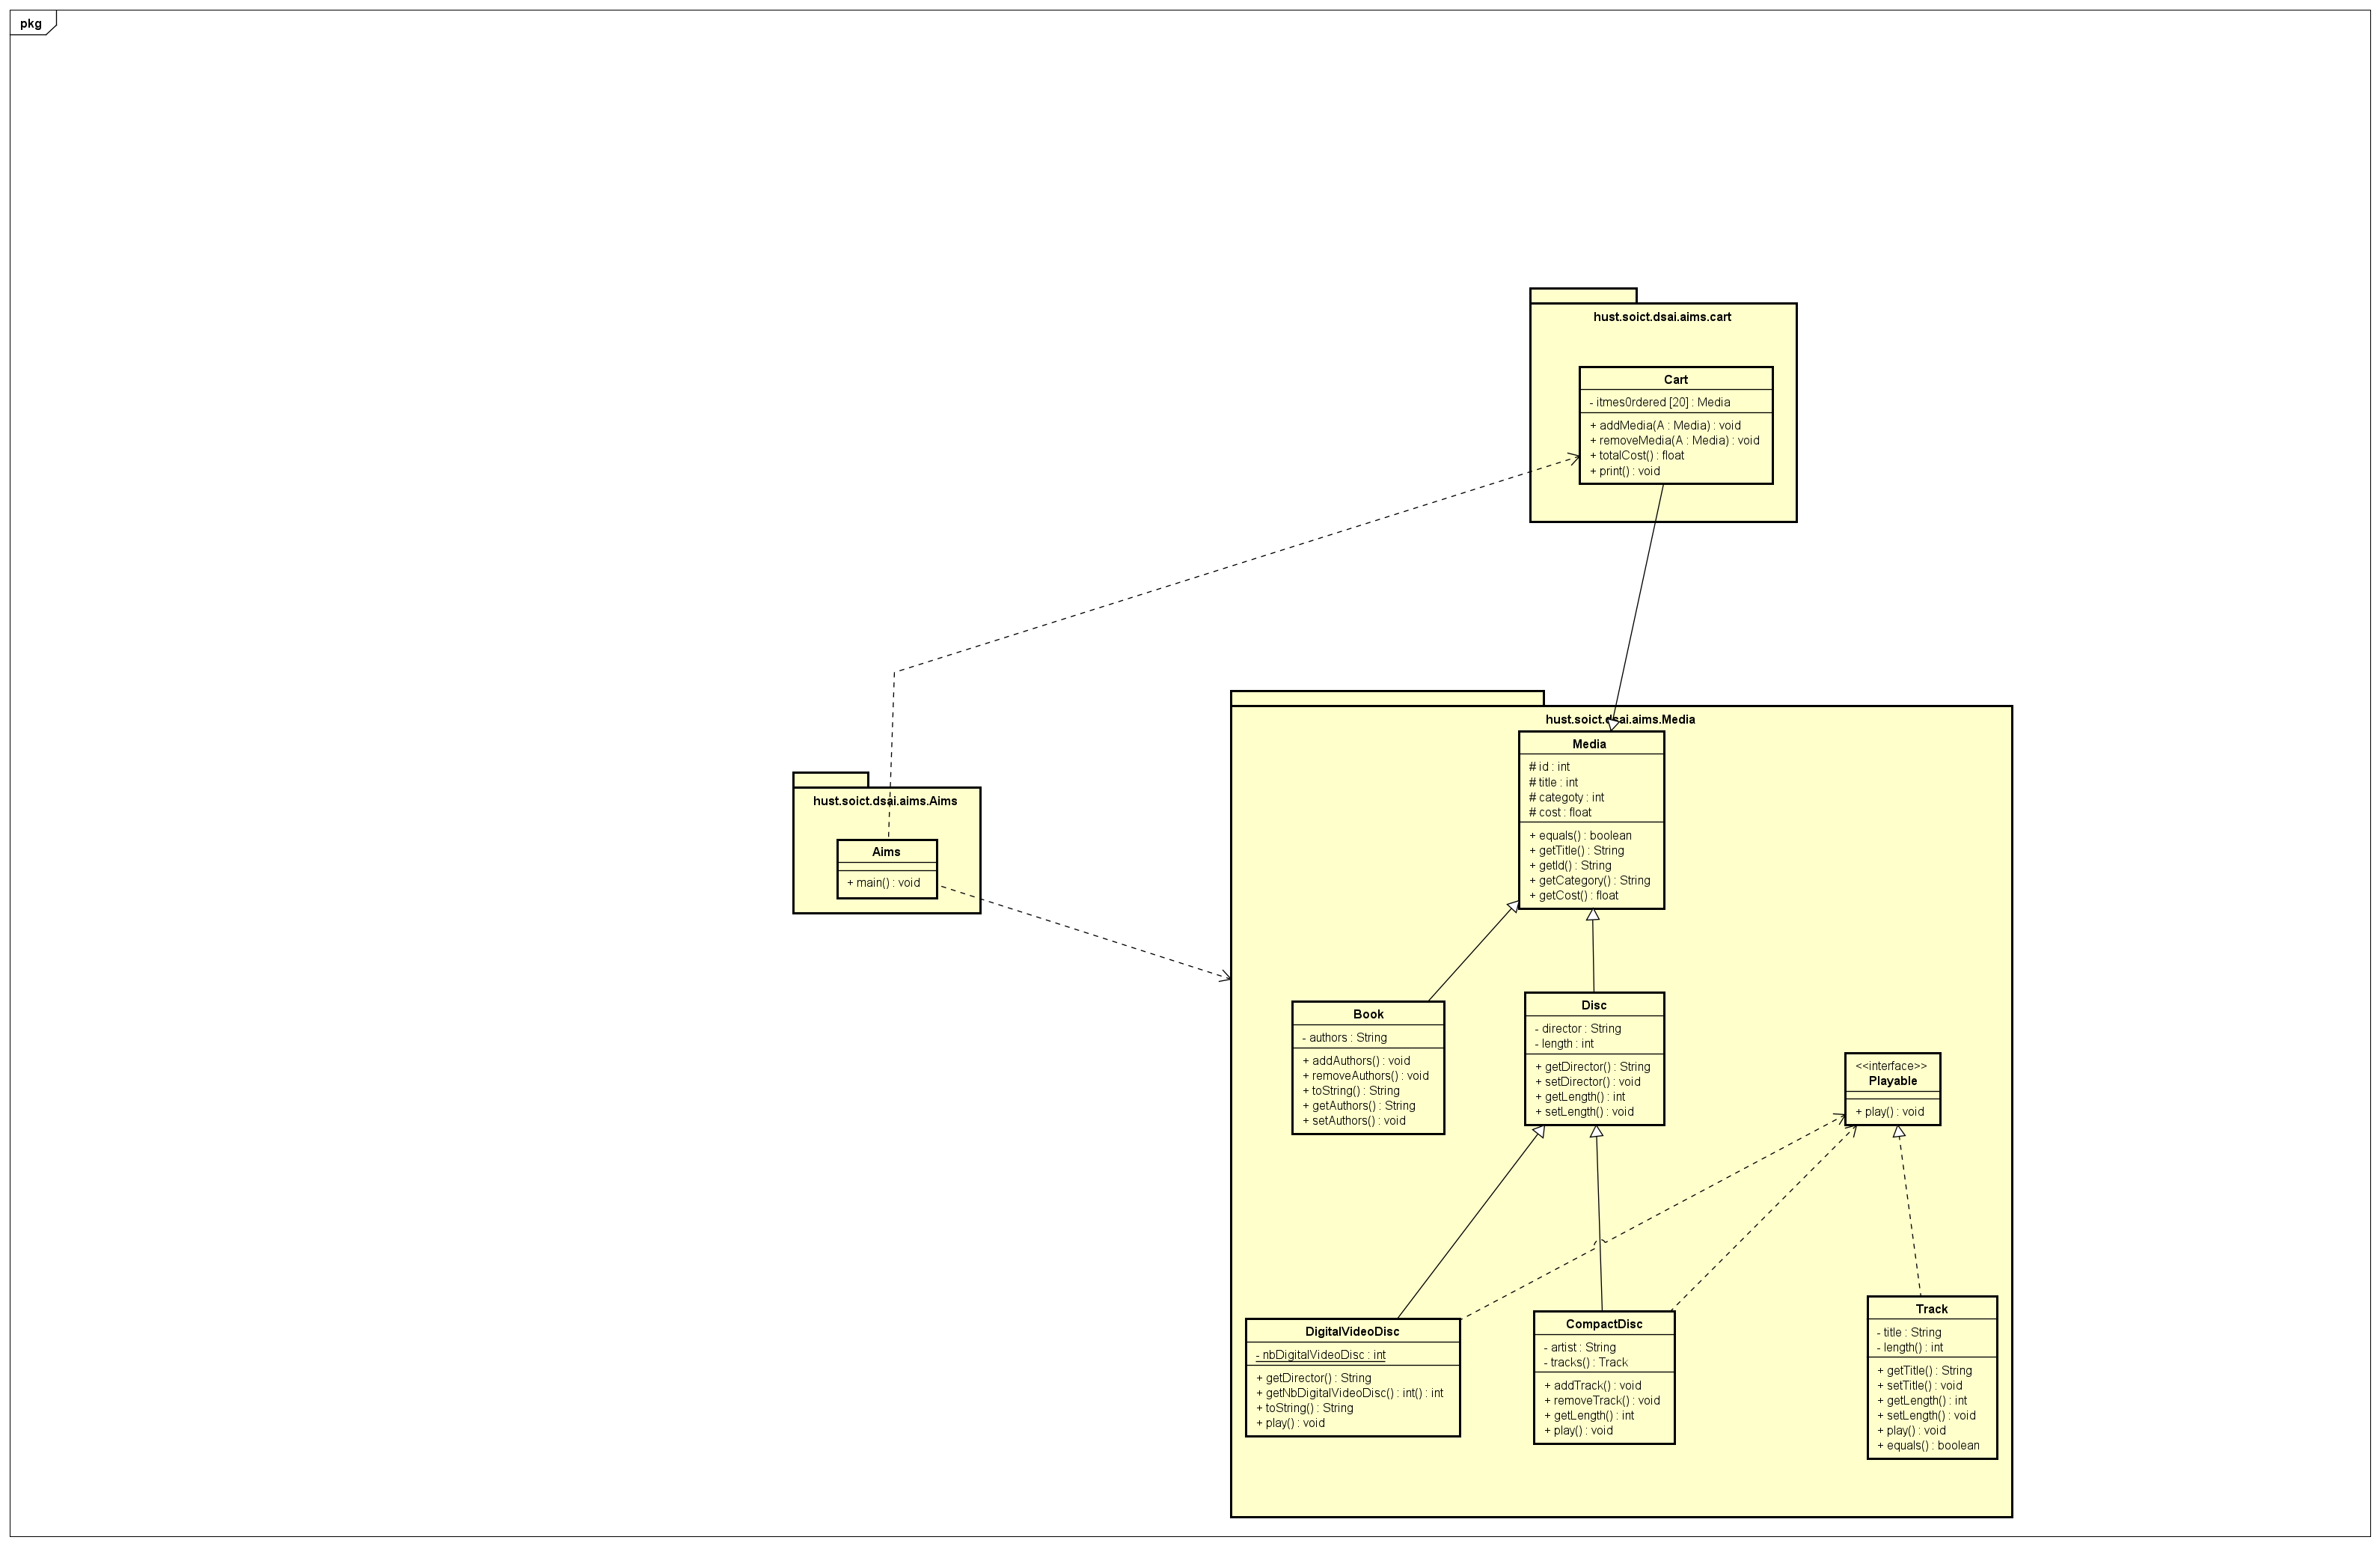 pkg
hust.soict.dsai.aims.cart
Cart
- itmes0rdered [20] : Media
+ addMedia(A : Media) : void
+ removeMedia(A : Media) : void
+ totalCost() : float
+ print() : void
hust.soict.dsai.aims.Media
Media
# id : int
# title : int
# categoty : int
# cost : float
+ equals() : boolean
+ getTitle() : String
+ getId() : String
+ getCategory() : String
+ getCost() : float
hust.soict.dsai.aims.Aims
Aims
+ main() : void
Book
- authors : String
+ addAuthors() : void
+ removeAuthors() : void
+ toString() : String
+ getAuthors() : String
+ setAuthors() : void
Disc
- director : String
- length : int
+ getDirector() : String
+ setDirector() : void
+ getLength() : int
+ setLength() : void
<<interface>>
Playable
+ play() : void
DigitalVideoDisc
- nbDigitalVideoDisc : int
+ getDirector() : String
+ getNbDigitalVideoDisc() : int() : int
+ toString() : String
+ play() : void
CompactDisc
- artist : String
- tracks() : Track
+ addTrack() : void
+ removeTrack() : void
+ getLength() : int
+ play() : void
Track
- title : String
- length() : int
+ getTitle() : String
+ setTitle() : void
+ getLength() : int
+ setLength() : void
+ play() : void
+ equals() : boolean